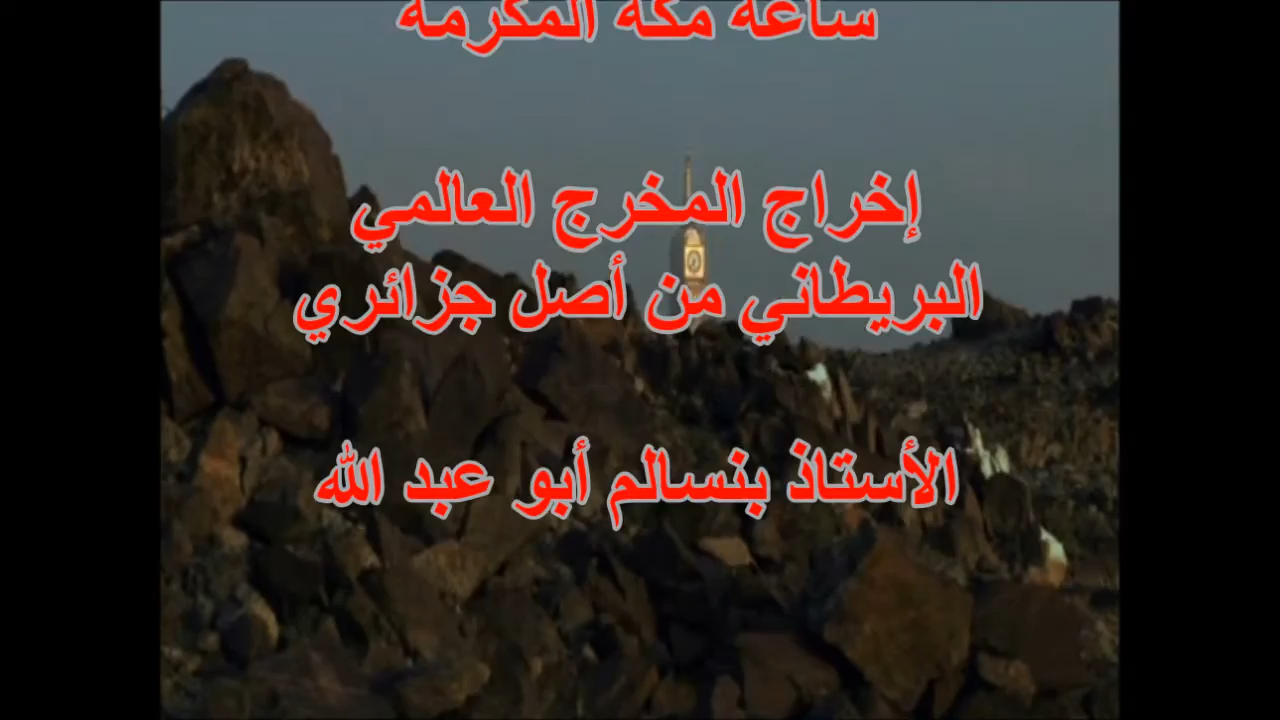 ساعة مكة المكرمة
إخراج المخرج العالمي
البريطاني من أصل جزائري
الأستاذ بنسالم أبو عبد الله